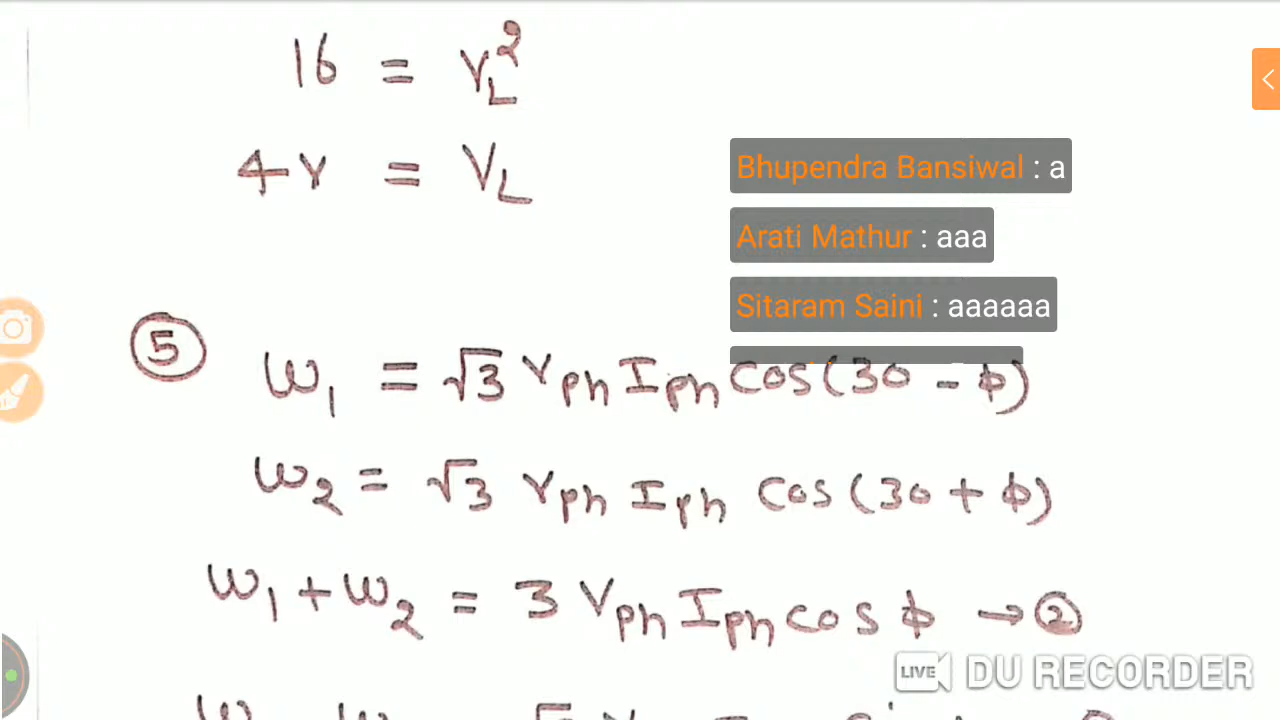 16 = V_L^2
4V = V_L
Bhupendra Bansiwal : a
Arati Mathur : aaa
Sitaram Saini : aaaaaa
5 W_1 = √3 V_ph I_ph cos(30 - ϕ)
W_2 = √3 V_ph I_ph cos(30 + ϕ)
W_1 + W_2 = 3 V_ph I_ph cos ϕ → 2
LIVE DU RECORDER